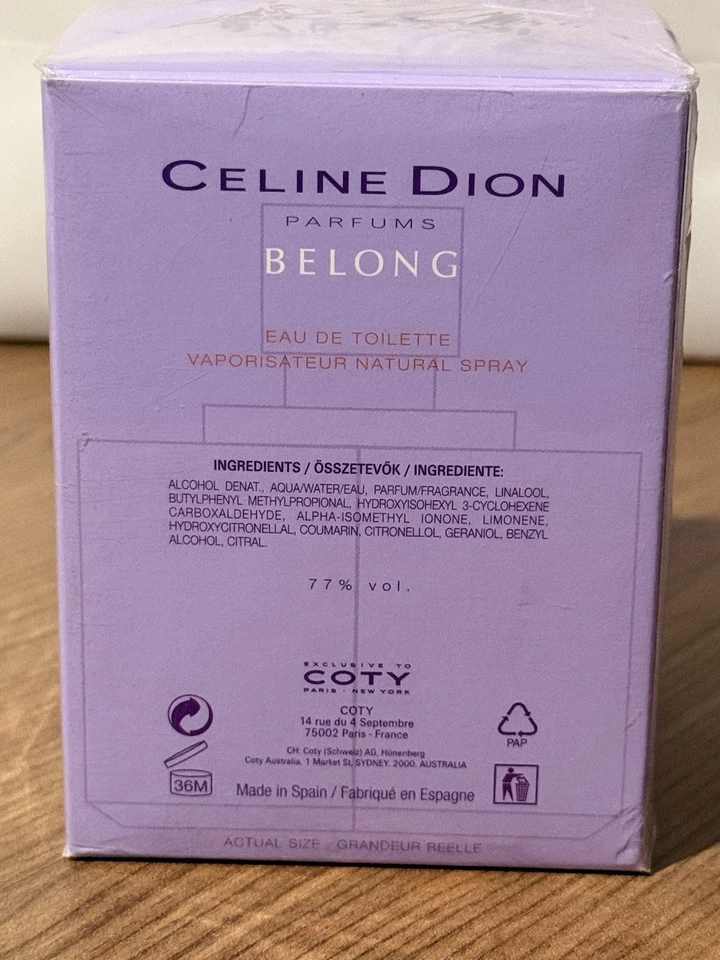 CELINE DION
PARFUMS
BELONG
EAU DE TOILETTE
VAPORISATEUR NATURAL SPRAY
INGREDIENTS / ÖSSZETEVŐK / INGREDIENTE:
ALCOHOL DENAT., AQUA/WATER/EAU, PARFUM/FRAGRANCE, LINALOOL,
BUTYLPHENYL METHYLPROPIONAL, HYDROXYISOHEXYL 3-CYCLOHEXENE
CARBOXALDEHYDE, ALPHA-ISOMETHYL IONONE, LIMONENE,
HYDROXYCITRONELLAL, COUMARIN, CITRONELLOL, GERANIOL, BENZYL
ALCOHOL, CITRAL.
77% vol.
EXCLUSIVE TO
COTY
PARIS - NEW YORK
COTY
14 rue du 4 Septembre
75002 Paris - France
CH: Coty (Schweiz) AG, Hünenberg
Coty Australia, 1 Market St, SYDNEY, 2000, AUSTRALIA
PAP
36M
Made in Spain / Fabriqué en Espagne
ACTUAL SIZE - GRANDEUR REELLE